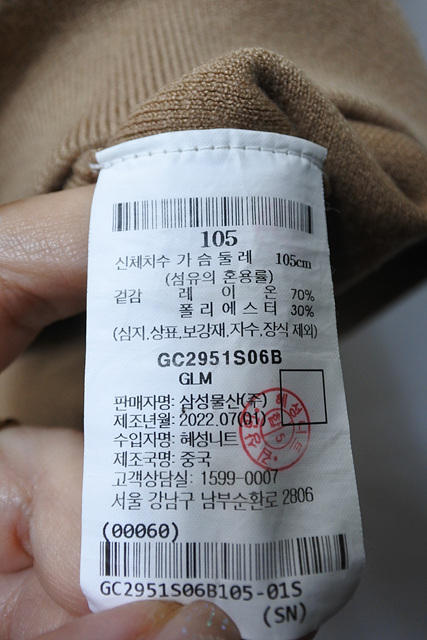 105
신체치수 가슴둘레 105cm
(섬유의 혼용률)
겉감 레이온 70%
폴리에스터 30%
(심지,상표,보강재,자수,장식 제외)
GC2951S06B
GLM
판매자명: 삼성물산(주)
제조년월: 2022.07(01)
수입자명: 혜성니트
제조국명: 중국
고객상담실: 1599-0007
서울 강남구 남부순환로 2806
(00060)
GC2951S06B105-01S
(SN)